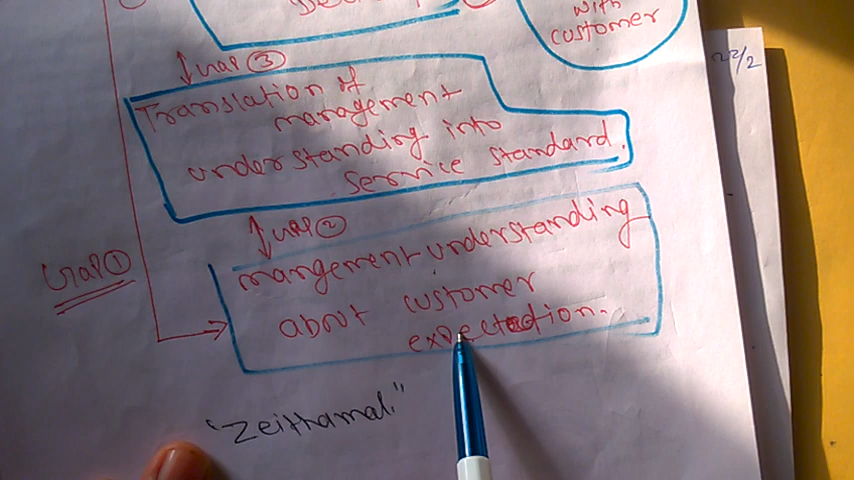 with
customer
22/2
Gap ③
Translation of
management
understanding into
service standard.
Gap ②
Gap ①
mangement understanding
about customer
expectation.
"Zeithamal."